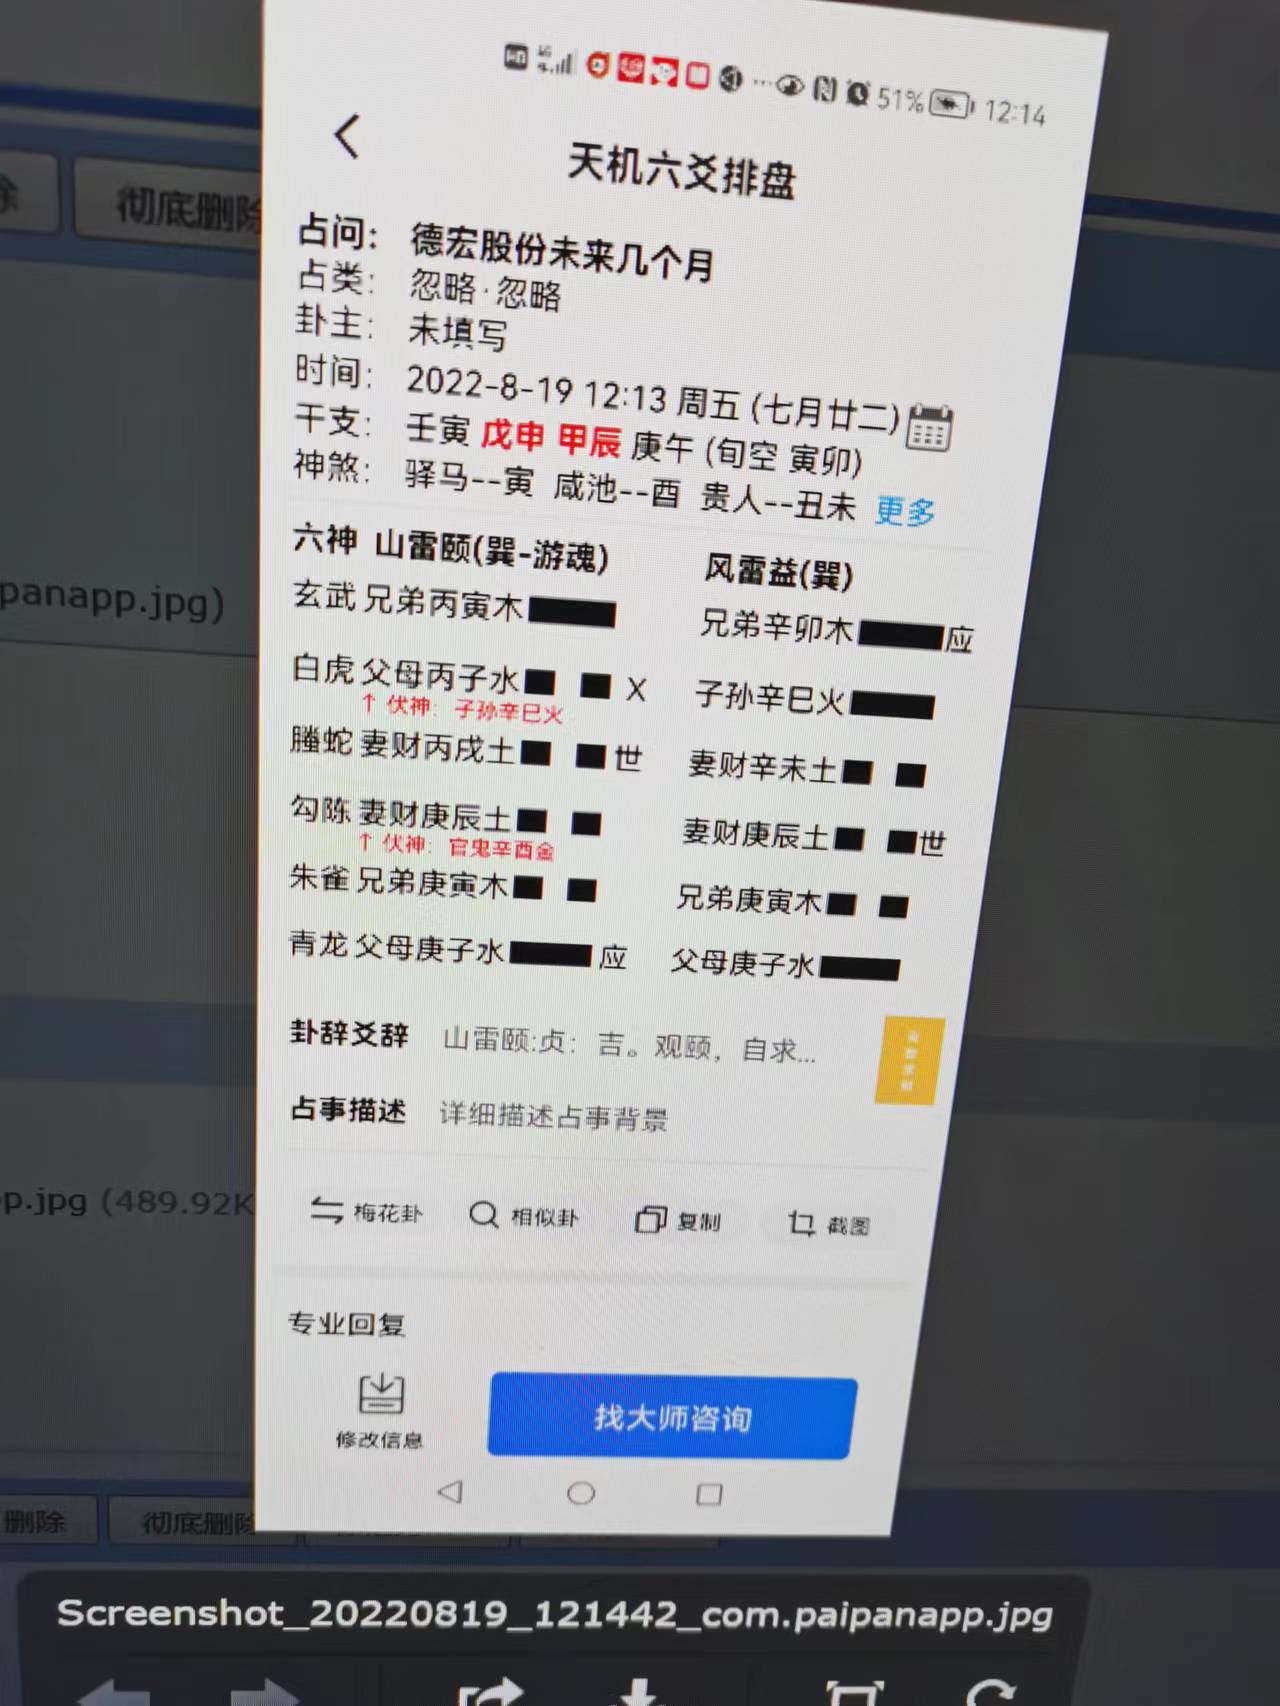 51% 12:14
天机六爻排盘
除
彻底删除
占问： 德宏股份未来几个月
占类： 忽略·忽略
卦主： 未填写
时间： 2022-8-19 12:13 周五 (七月廿二)
干支： 壬寅 戊申 甲辰 庚午 (旬空 寅卯)
神煞： 驿马--寅 咸池--酉 贵人--丑未 更多
六神 山雷颐(巽-游魂) 风雷益(巽)
panapp.jpg)
玄武 兄弟丙寅木 兄弟辛卯木 应
白虎 父母丙子水 X 子孙辛巳火
↑ 伏神： 子孙辛巳火
螣蛇 妻财丙戌土 世 妻财辛未土
勾陈 妻财庚辰土 妻财庚辰土 世
↑ 伏神： 官鬼辛酉金
朱雀 兄弟庚寅木 兄弟庚寅木
青龙 父母庚子水 应 父母庚子水
卦辞爻辞 山雷颐:贞：吉。观颐，自求...
占事描述 详细描述占事背景
p.jpg (489.92K
梅花卦 相似卦 复制 截图
专业回复
修改信息
找大师咨询
删除
彻底删除
Screenshot_20220819_121442_com.paipanapp.jpg